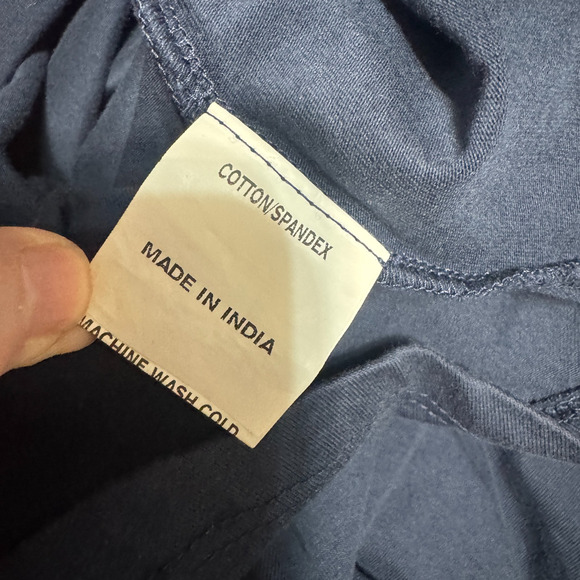 COTTON/SPANDEX
MADE IN INDIA
MACHINE WASH COLD